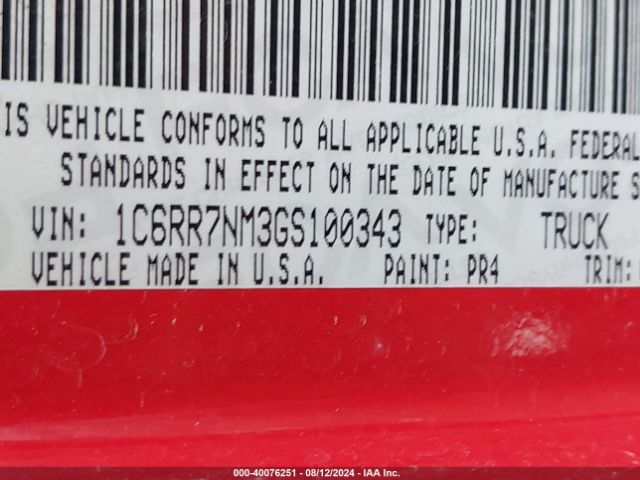 IS VEHICLE CONFORMS TO ALL APPLICABLE U.S.A. FEDERAL
STANDARDS IN EFFECT ON THE DATE OF MANUFACTURE S
VIN: 1C6RR7NM3GS100343 TYPE: TRUCK
VEHICLE MADE IN U.S.A. PAINT: PR4 TRIM:
000-40076251 - 08/12/2024 - IAA Inc.